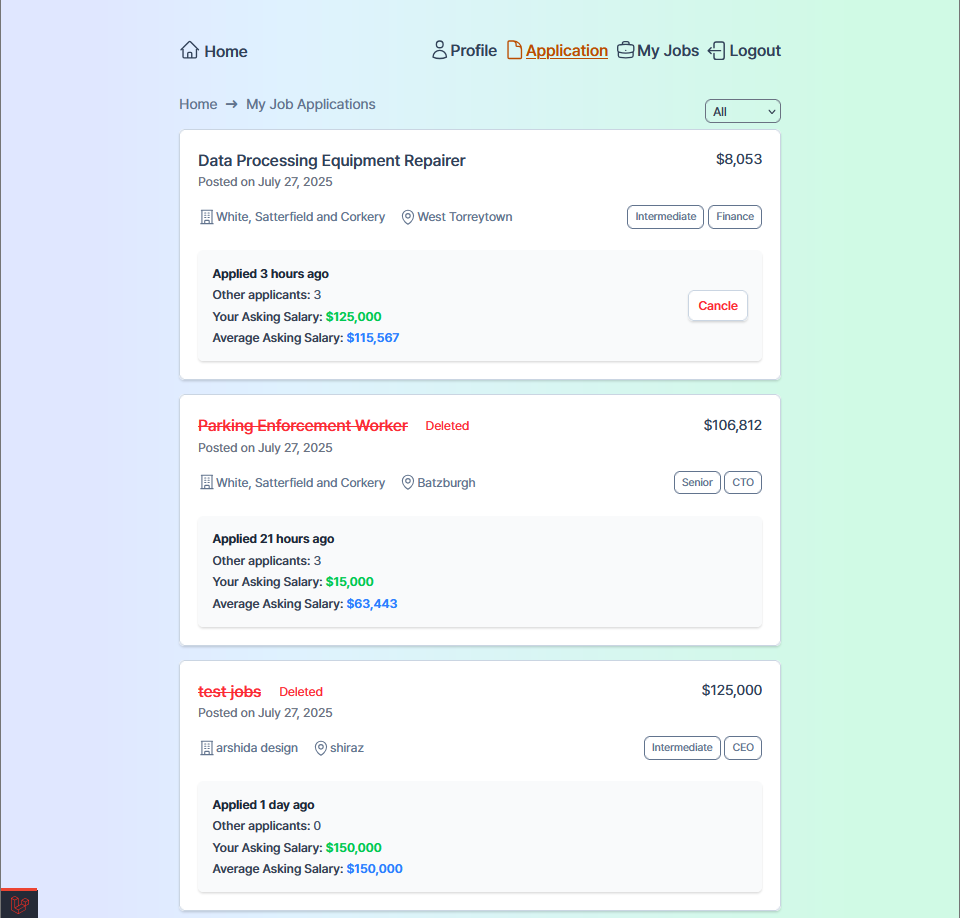 Home Profile Application My Jobs Logout
Home → My Job Applications
All
Data Processing Equipment Repairer $8,053
Posted on July 27, 2025
White, Satterfield and Corkery West Torreytown Intermediate Finance
Applied 3 hours ago
Other applicants: 3
Your Asking Salary: $125,000
Average Asking Salary: $115,567
Cancle
Parking Enforcement Worker Deleted $106,812
Posted on July 27, 2025
White, Satterfield and Corkery Batzburgh Senior CTO
Applied 21 hours ago
Other applicants: 3
Your Asking Salary: $15,000
Average Asking Salary: $63,443
test jobs Deleted $125,000
Posted on July 27, 2025
arshida design shiraz Intermediate CEO
Applied 1 day ago
Other applicants: 0
Your Asking Salary: $150,000
Average Asking Salary: $150,000